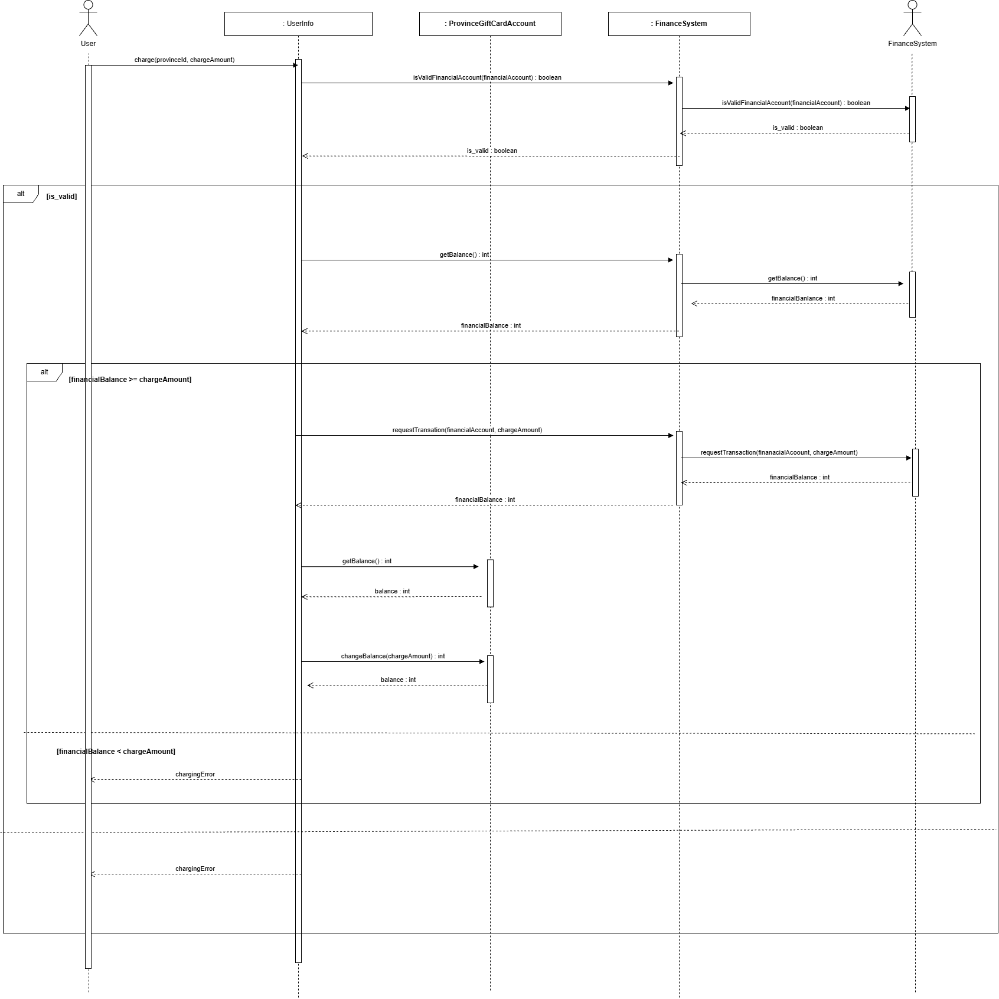 User
: UserInfo
: ProvinceGiftCardAccount
: FinanceSystem
FinanceSystem
charge(provinceId, chargeAmount)
isValidFinancialAccount(financialAccount) : boolean
isValidFinancialAccount(financialAccount) : boolean
is_valid : boolean
is_valid : boolean
alt
[is_valid]
getBalance() : int
getBalance() : int
financialBanlance : int
financialBalance : int
alt
[financialBalance >= chargeAmount]
requestTransation(financialAccount, chargeAmount)
requestTransaction(finanacialAcoount, chargeAmount)
financialBalance : int
financialBalance : int
getBalance() : int
balance : int
changeBalance(chargeAmount) : int
balance : int
[financialBalance < chargeAmount]
chargingError
chargingError